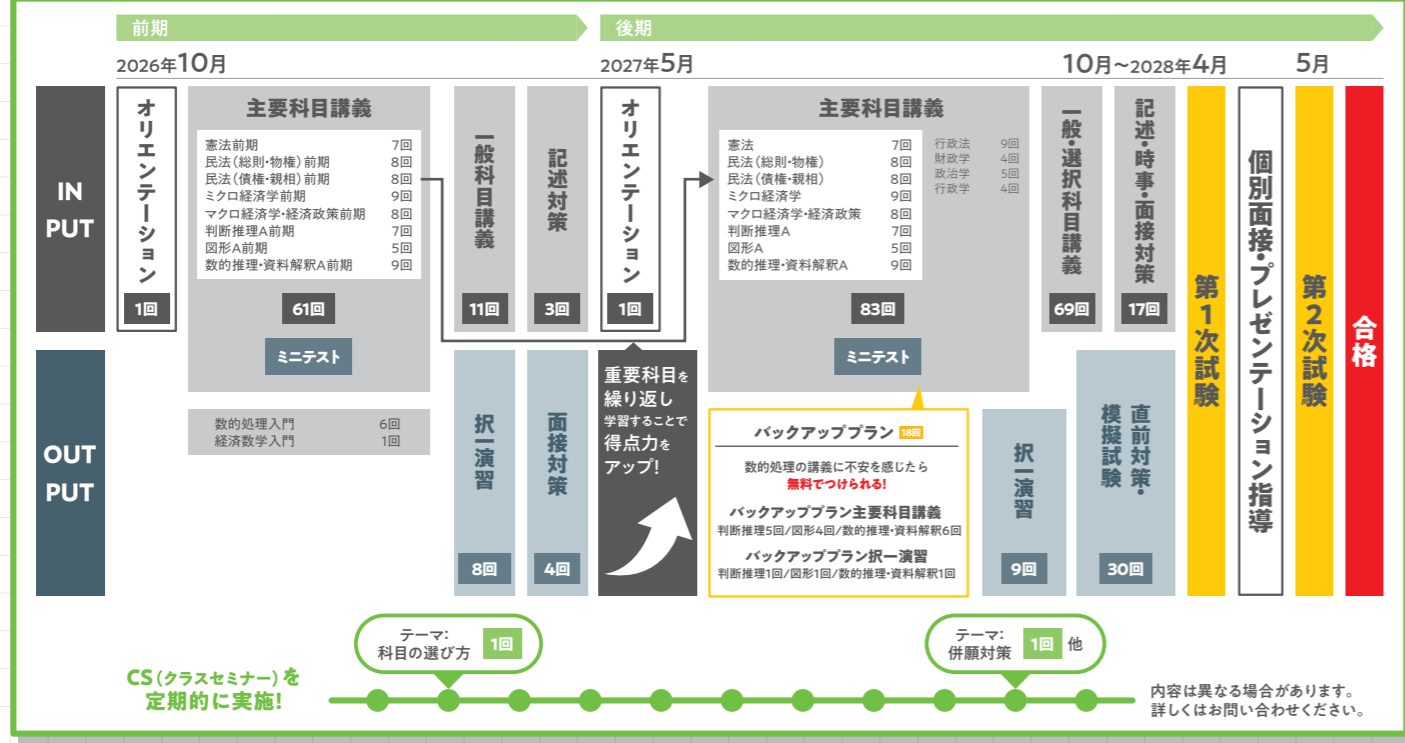 前期
後期
2026年10月
2027年5月
10月～2028年4月
5月
IN
PUT
オリエンテーション
1回
主要科目講義
憲法前期 7回
民法(総則・物権)前期 8回
民法(債権・親相)前期 8回
ミクロ経済学前期 9回
マクロ経済学・経済政策前期 8回
判断推理A前期 7回
図形A前期 5回
数的推理・資料解釈A前期 9回
61回
ミニテスト
一般科目講義
11回
記述対策
3回
オリエンテーション
1回
主要科目講義
憲法 7回
民法(総則・物権) 8回
民法(債権・親相) 8回
ミクロ経済学 9回
マクロ経済学・経済政策 8回
判断推理A 7回
図形A 5回
数的推理・資料解釈A 9回
行政法 9回
財政学 4回
政治学 5回
行政学 4回
83回
ミニテスト
一般・選択科目講義
69回
記述・時事・面接対策
17回
第1次試験
個別面接・プレゼンテーション指導
第2次試験
合格
OUT
PUT
数的処理入門 6回
経済数学入門 1回
択一演習
8回
面接対策
4回
重要科目を
繰り返し
学習することで
得点力を
アップ!
バックアッププラン 18回
数的処理の講義に不安を感じたら
無料でつけられる!
バックアッププラン主要科目講義
判断推理5回/図形4回/数的推理・資料解釈6回
バックアッププラン択一演習
判断推理1回/図形1回/数的推理・資料解釈1回
択一演習
9回
直前対策・
模擬試験
30回
テーマ:
科目の選び方 1回
テーマ:
併願対策 1回 他
CS(クラスセミナー)を
定期的に実施!
内容は異なる場合があります。
詳しくはお問い合わせください。